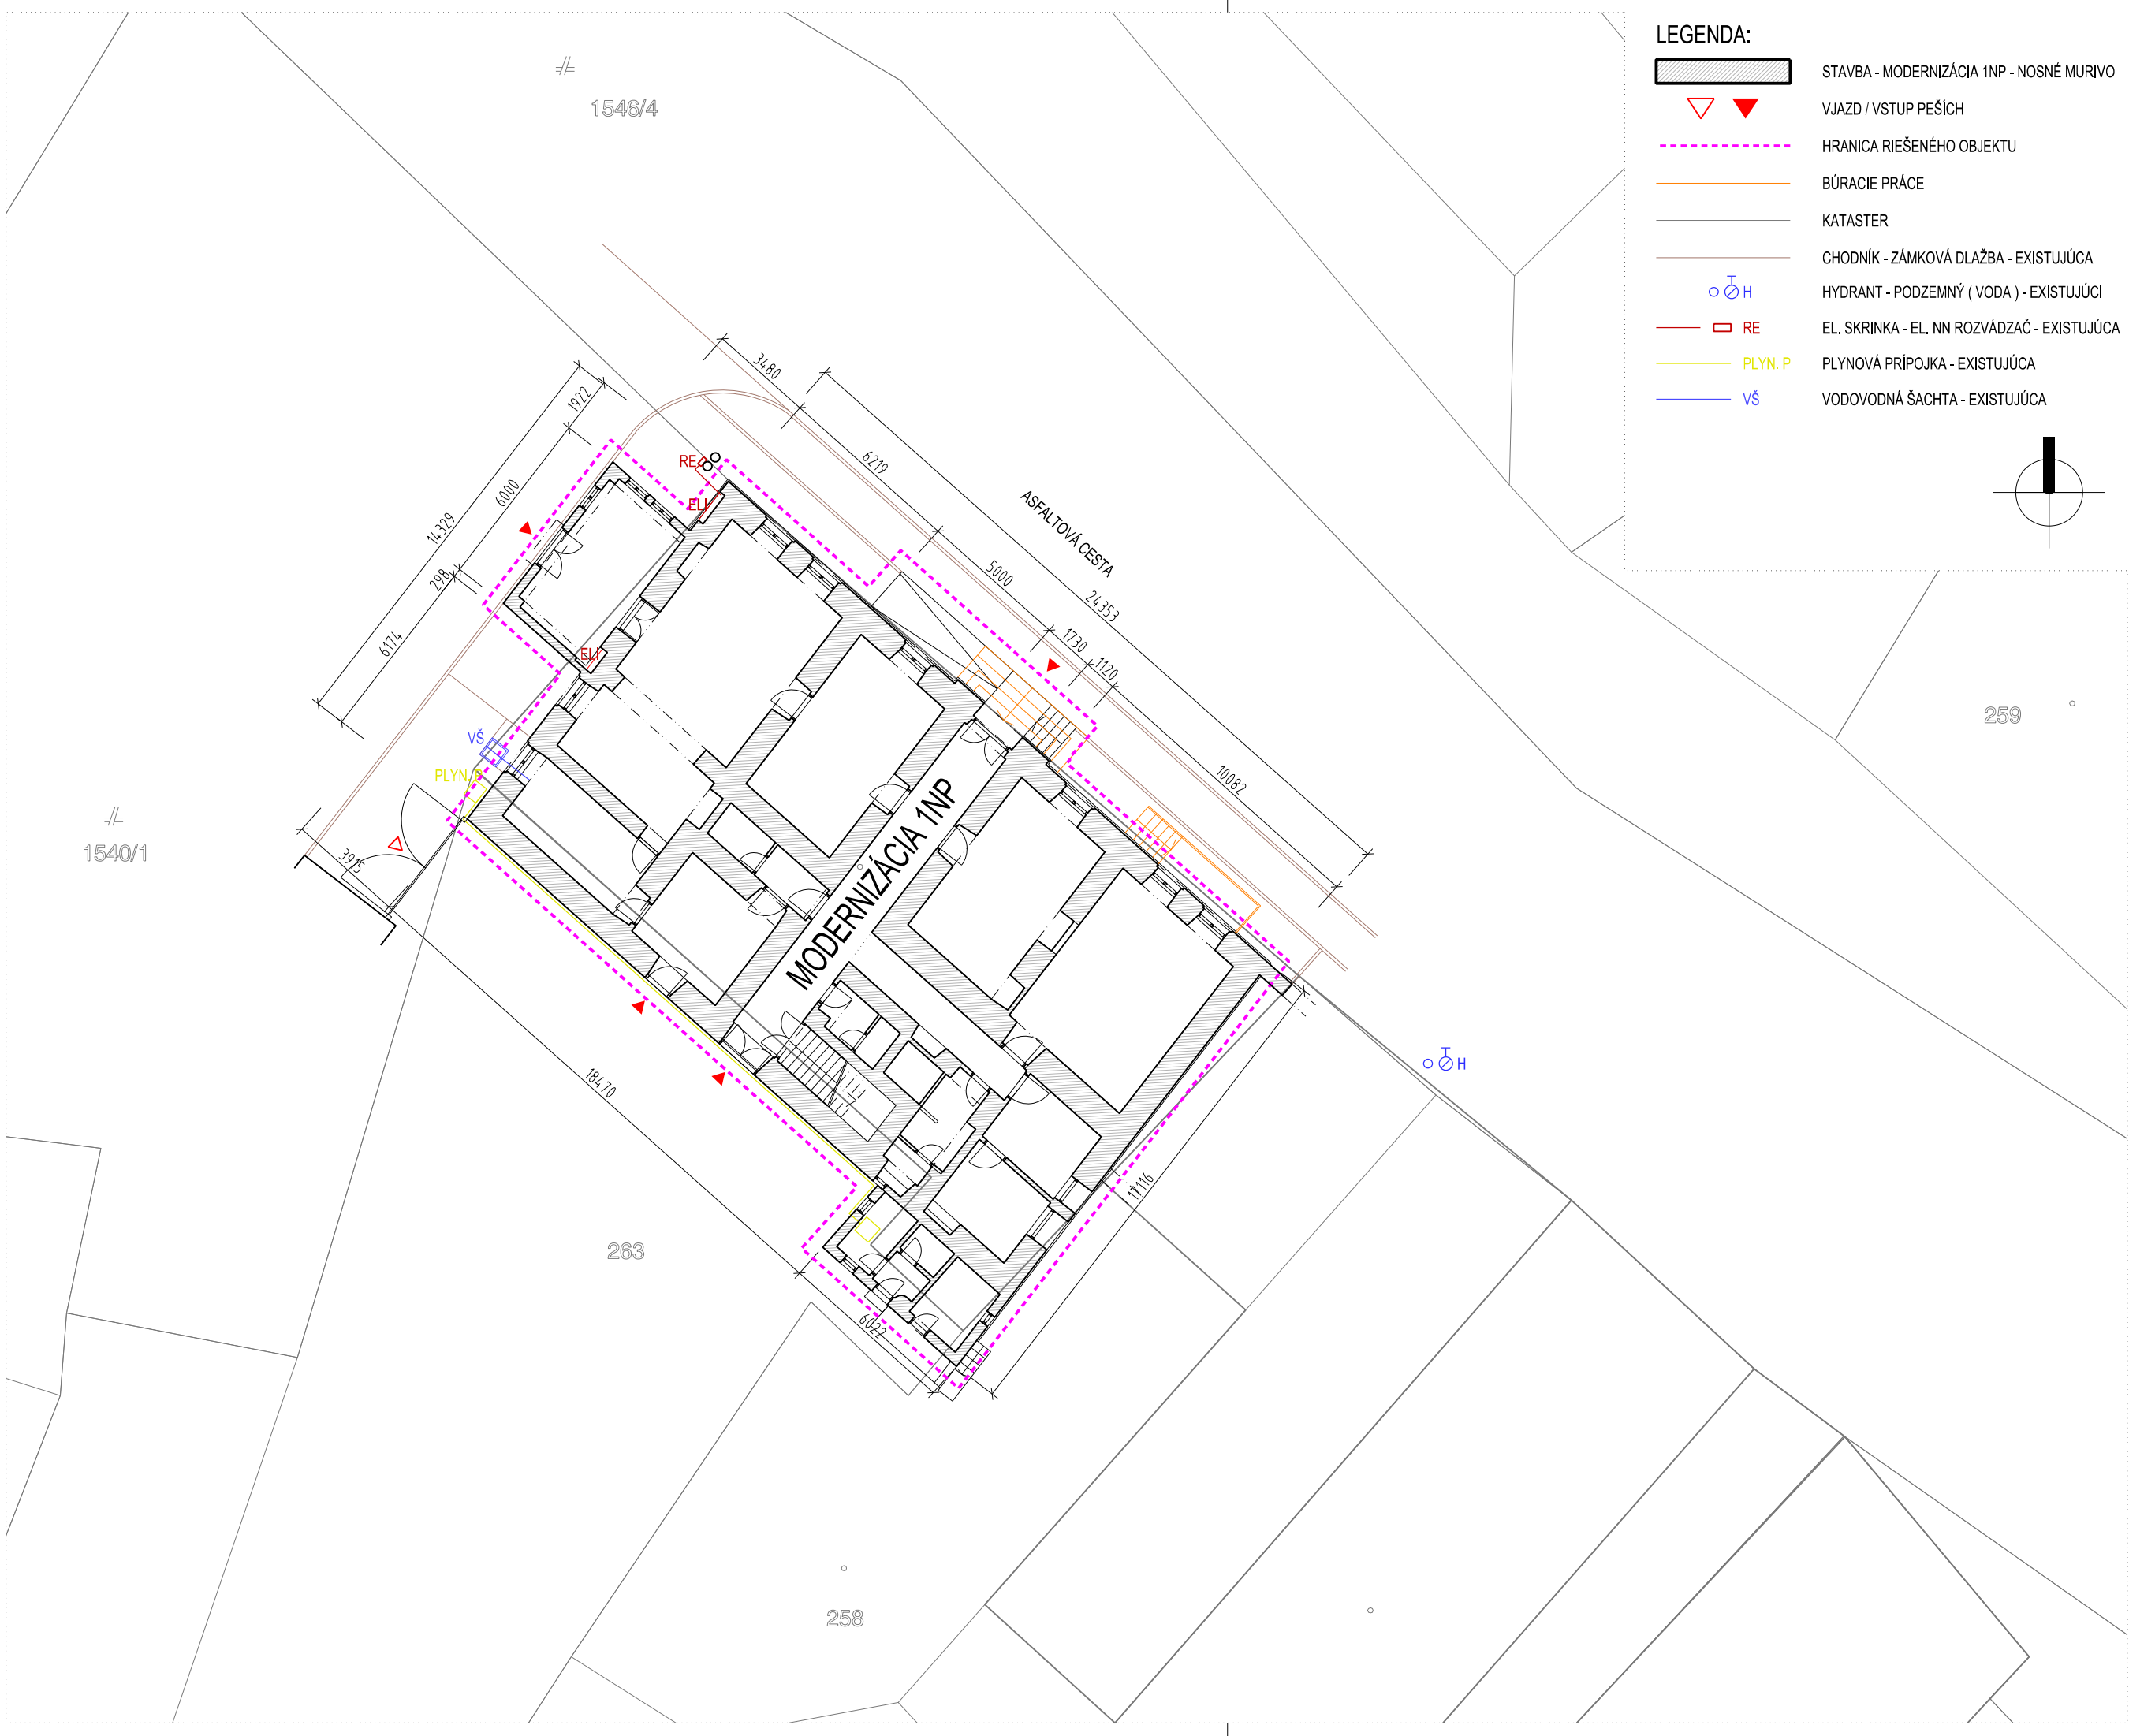 LEGENDA:
STAVBA - MODERNIZÁCIA 1NP - NOSNÉ MURIVO
VJAZD / VSTUP PEŠÍCH
HRANICA RIEŠENÉHO OBJEKTU
BÚRACIE PRÁCE
KATASTER
CHODNÍK - ZÁMKOVÁ DLAŽBA - EXISTUJÚCA
H HYDRANT - PODZEMNÝ ( VODA ) - EXISTUJÚCI
RE EL. SKRINKA - EL. NN ROZVÁDZAČ - EXISTUJÚCA
PLYN. P PLYNOVÁ PRÍPOJKA - EXISTUJÚCA
VŠ VODOVODNÁ ŠACHTA - EXISTUJÚCA
1546/4
3480
1922
6219
RE
6000
14329
ELI
ASFALTOVÁ CESTA
298
5000
24353
6174
ELI
1730
1120
259
VŠ
PLYN. P
10082
MODERNIZÁCIA 1NP
1540/1
3915
H
18470
17116
263
6022
258